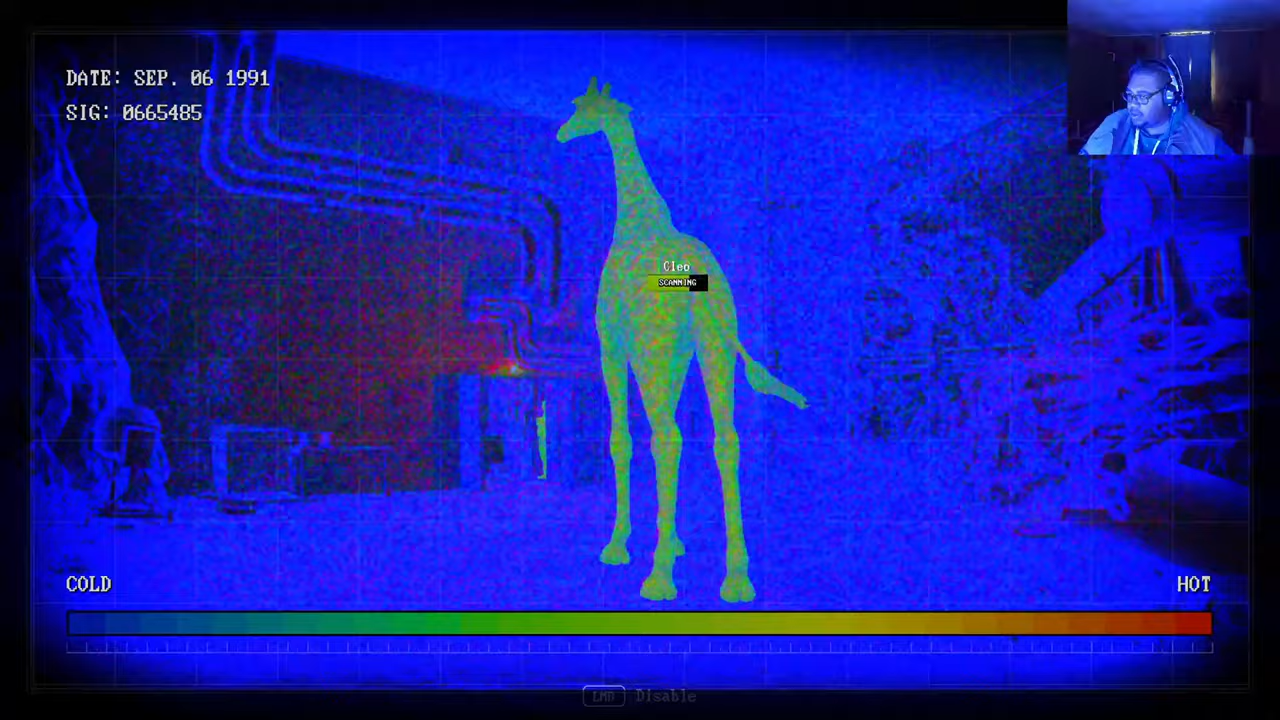 DATE: SEP. 06 1991
SIG: 0665485
Cleo
SCANNING
COLD
HOT
LMB Disable